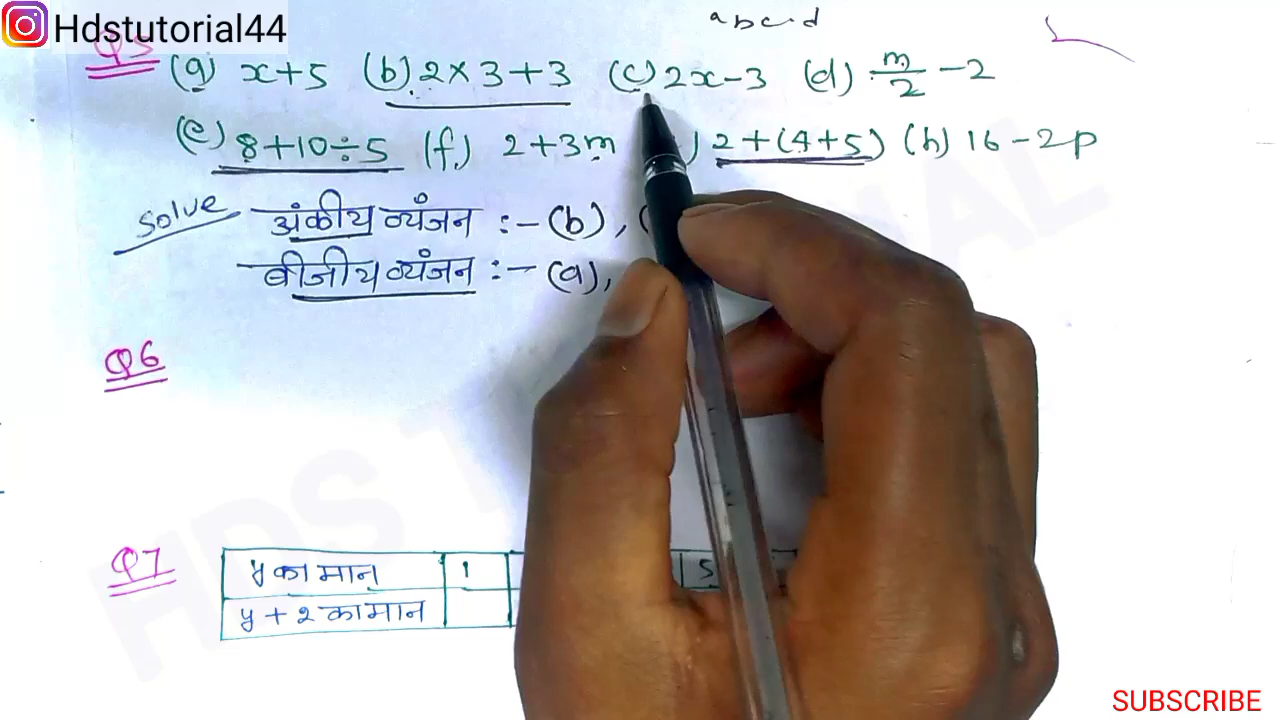 Hdstutorial44
a b c d
Q5 (a) x+5 (b) 2×3+3 (c) 2x-3 (d) m/2 -2
(e) 8+10÷5 (f) 2+3m ) 2+(4+5) (h) 16-2p
Solve अंकीय व्यंजन :- (b), (
बीजीय व्यंजन :- (a),
Q6
Q7 y का मान 1 5
y + 2 का मान
SUBSCRIBE